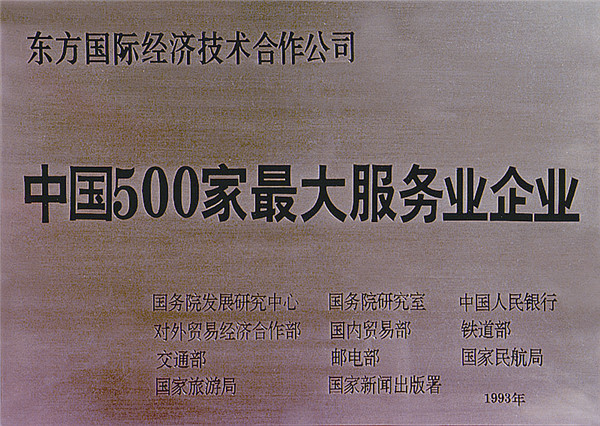 东方国际经济技术合作公司
中国500家最大服务业企业
国务院发展研究中心 国务院研究室 中国人民银行
对外贸易经济合作部 国内贸易部 铁道部
交通部 邮电部 国家民航局
国家旅游局 国家新闻出版署
1993年